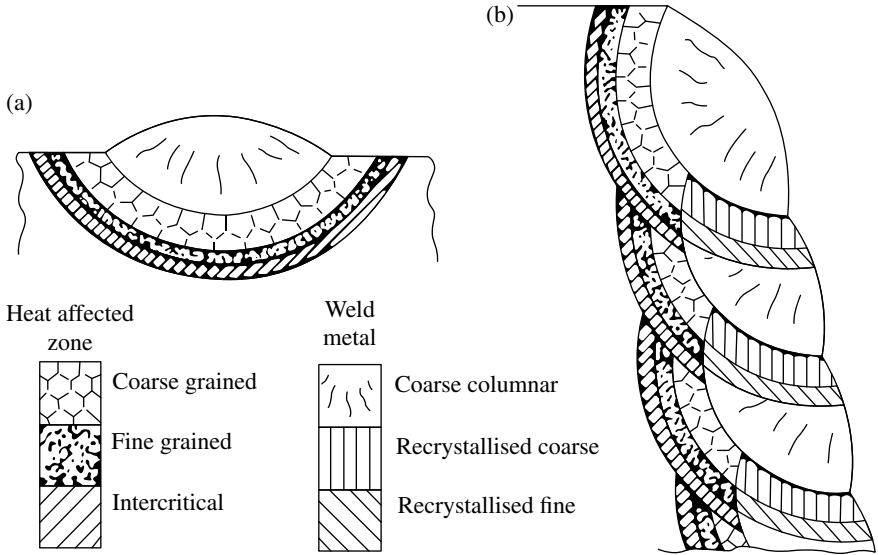 (a)
(b)
Heat affected
zone
Coarse grained
Fine grained
Intercritical
Weld
metal
Coarse columnar
Recrystallised coarse
Recrystallised fine